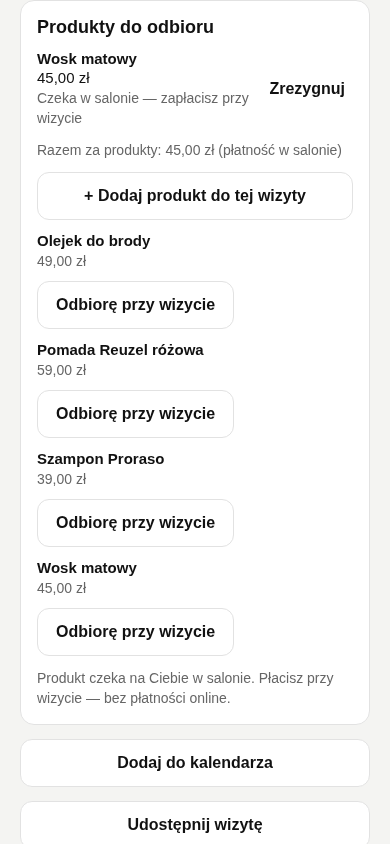 Produkty do odbioru
Wosk matowy
45,00 zł
Czeka w salonie — zapłacisz przy
wizycie
Zrezygnuj
Razem za produkty: 45,00 zł (płatność w salonie)
+ Dodaj produkt do tej wizyty
Olejek do brody
49,00 zł
Odbiorę przy wizycie
Pomada Reuzel różowa
59,00 zł
Odbiorę przy wizycie
Szampon Proraso
39,00 zł
Odbiorę przy wizycie
Wosk matowy
45,00 zł
Odbiorę przy wizycie
Produkt czeka na Ciebie w salonie. Płacisz przy
wizycie — bez płatności online.
Dodaj do kalendarza
Udostępnij wizytę